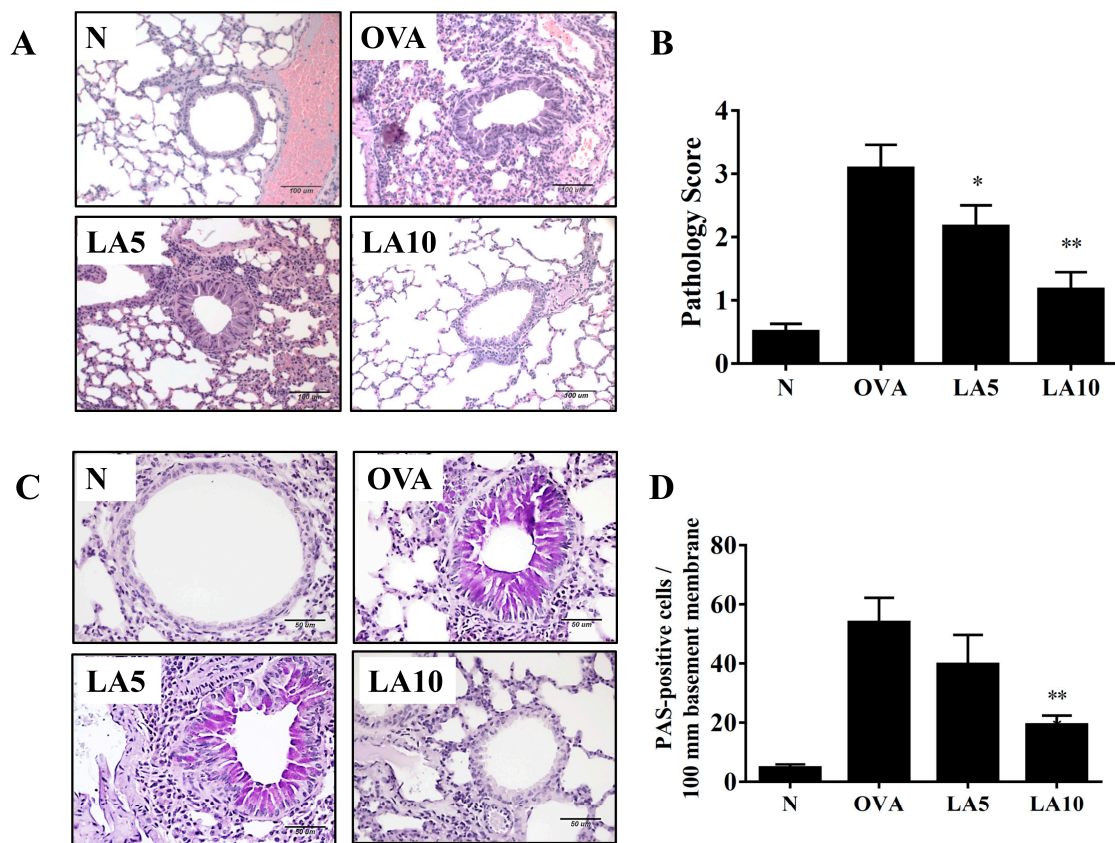 A
N
OVA
100 um
100 um
LA5
LA10
100 um
100 um
B
Pathology Score
4
3
2
1
0
*
**
N OVA LA5 LA10
C
N
OVA
50 um
50 um
LA5
LA10
50 um
50 um
D
PAS-positive cells /
100 mm basement membrane
80
60
40
20
0
**
N OVA LA5 LA10